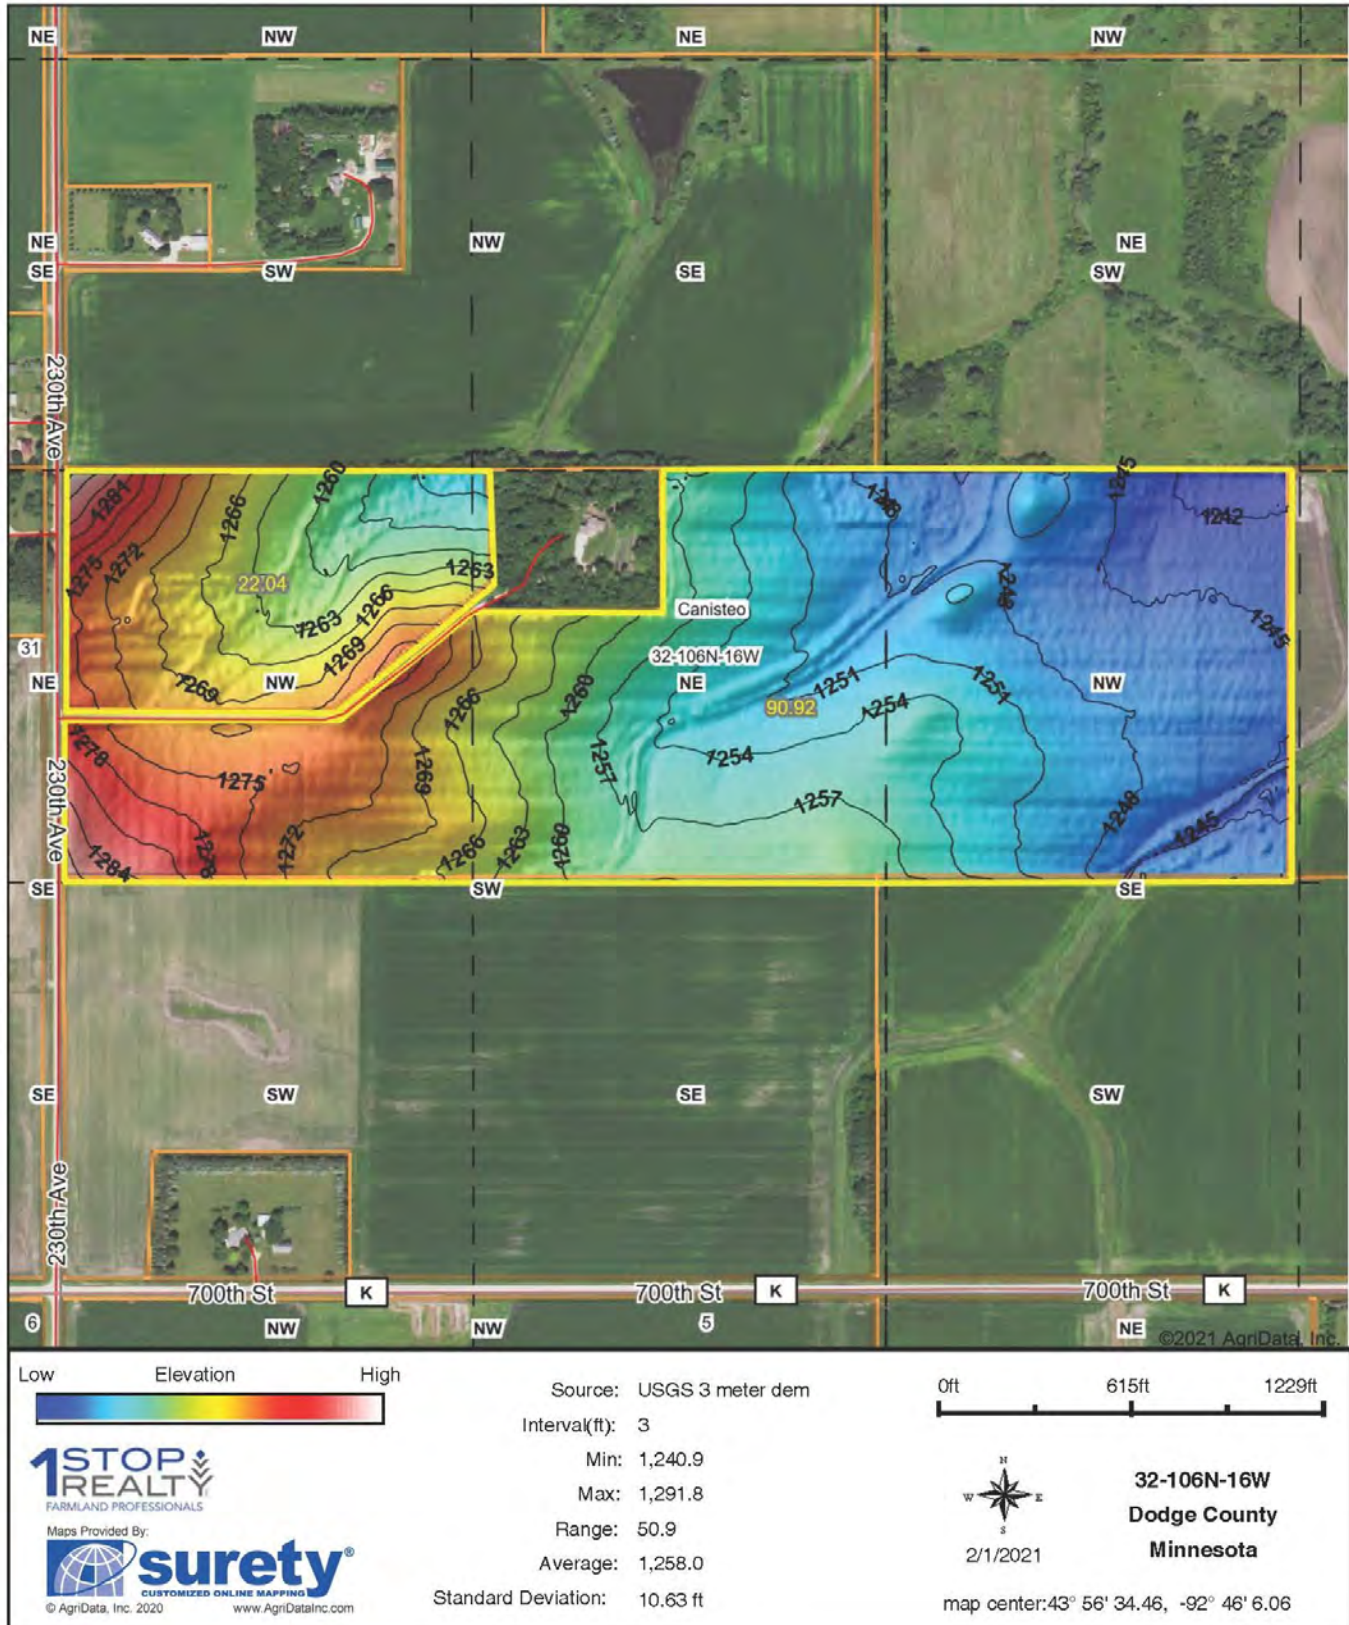 NE NW NE NW
NE NW NE
SE SW SE SW
230th Ave
1281 1266 1260 1248 1245 1242
1275 1272 22.04 1263 1248
1263 1266 Canisteo 1245
31 1269 32-106N-16W
NE 1269 NW NE 1251 1251 NW
1266 1260 90.92 1254
1278 1275 1269 1257 1254
230th Ave
1257 1248 1245
1284 1278 1272 1266 1263 1260
SE SW SE
SE SW SE SW
230th Ave
700th St K 700th St K 700th St K
6 NW NW 5 NE
©2021 AgriData, Inc.
Low Elevation High
1STOP
REALTY
FARMLAND PROFESSIONALS
Maps Provided By:
surety®
CUSTOMIZED ONLINE MAPPING
© AgriData, Inc. 2020 www.AgriDataInc.com
Source: USGS 3 meter dem
Interval(ft): 3
Min: 1,240.9
Max: 1,291.8
Range: 50.9
Average: 1,258.0
Standard Deviation: 10.63 ft
0ft 615ft 1229ft
N
W E
S
2/1/2021
32-106N-16W
Dodge County
Minnesota
map center:43° 56' 34.46, -92° 46' 6.06